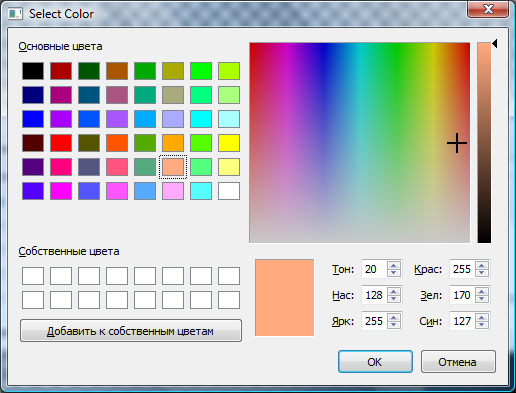 Select Color
Основные цвета
Собственные цвета
Добавить к собственным цветам
Тон: 20 Крас: 255
Нас: 128 Зел: 170
Ярк: 255 Син: 127
OK Отмена